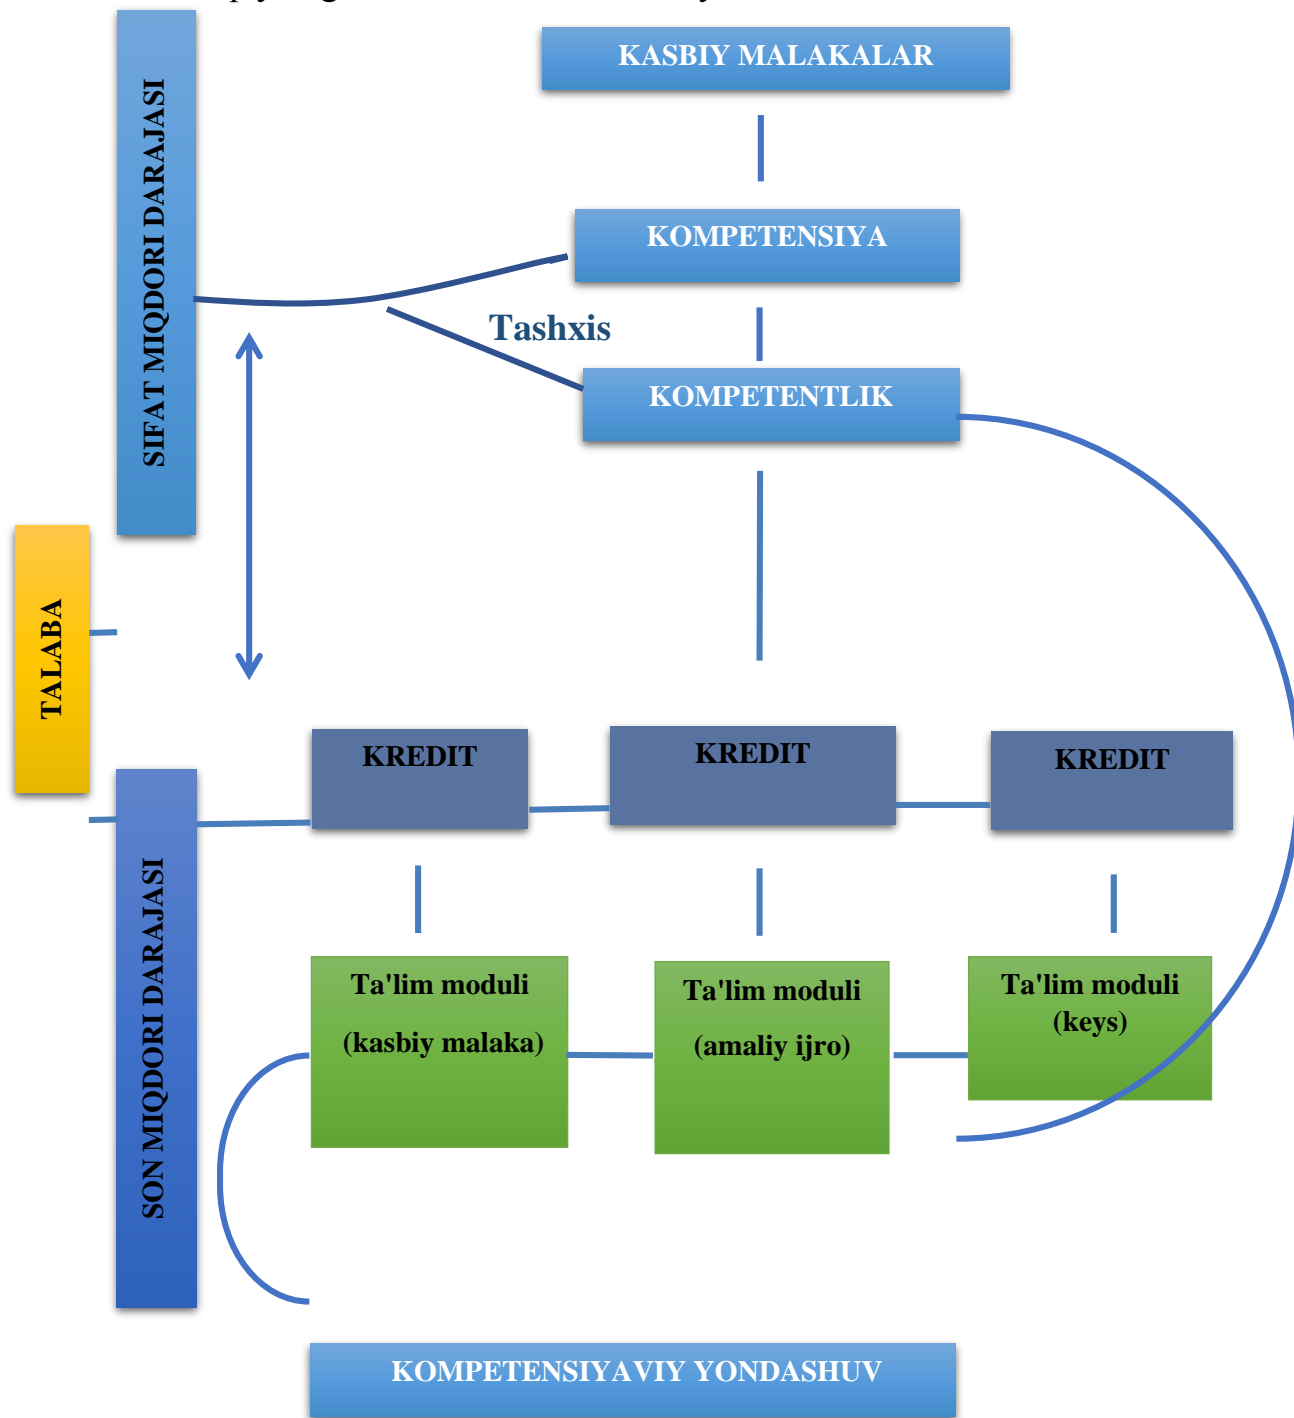 KASBIY MALAKALAR
SIFAT MIQDORI DARAJASI
KOMPETENSIYA
Tashxis
KOMPETENTLIK
TALABA
KREDIT
KREDIT
KREDIT
SON MIQDORI DARAJASI
Ta'lim moduli
(kasbiy malaka)
Ta'lim moduli
(amaliy ijro)
Ta'lim moduli
(keys)
KOMPETENSIYAVIY YONDASHUV